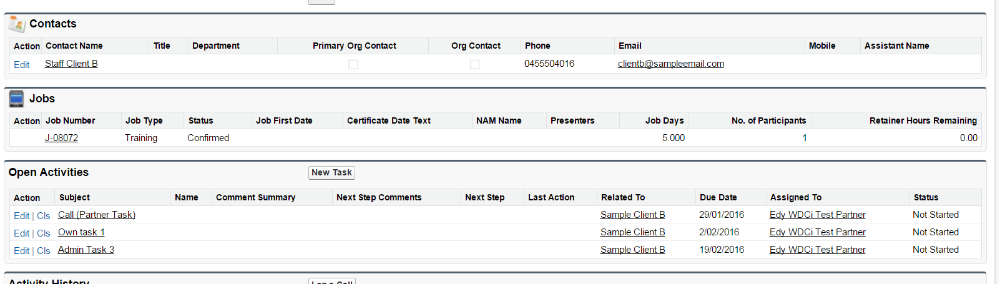 Contacts
Action Contact Name Title Department Primary Org Contact Org Contact Phone Email Mobile Assistant Name
Edit Staff Client B 0455504016 clientb@sampleemail.com
Jobs
Action Job Number Job Type Status Job First Date Certificate Date Text NAM Name Presenters Job Days No. of Participants Retainer Hours Remaining
J-08072 Training Confirmed 5.000 1 0.00
Open Activities New Task
Action Subject Name Comment Summary Next Step Comments Next Step Last Action Related To Due Date Assigned To Status
Edit | Cls Call (Partner Task) Sample Client B 29/01/2016 Edy WDCi Test Partner Not Started
Edit | Cls Own task 1 Sample Client B 2/02/2016 Edy WDCi Test Partner Not Started
Edit | Cls Admin Task 3 Sample Client B 19/02/2016 Edy WDCi Test Partner Not Started
Activity History Log a Call